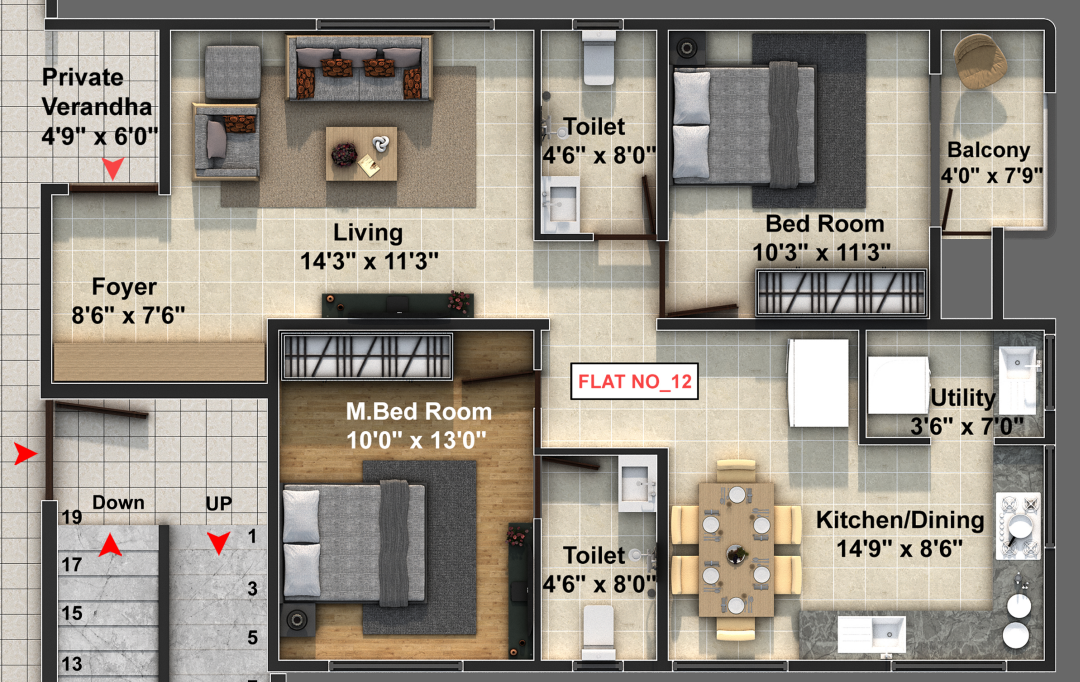 Private
Verandha
4'9" x 6'0"
Toilet
4'6" x 8'0"
Balcony
4'0" x 7'9"
Bed Room
10'3" x 11'3"
Living
14'3" x 11'3"
Foyer
8'6" x 7'6"
FLAT NO_12
M.Bed Room
10'0" x 13'0"
Utility
3'6" x 7'0"
Down
UP
19
17
15
13
1
3
5
Toilet
4'6" x 8'0"
Kitchen/Dining
14'9" x 8'6"